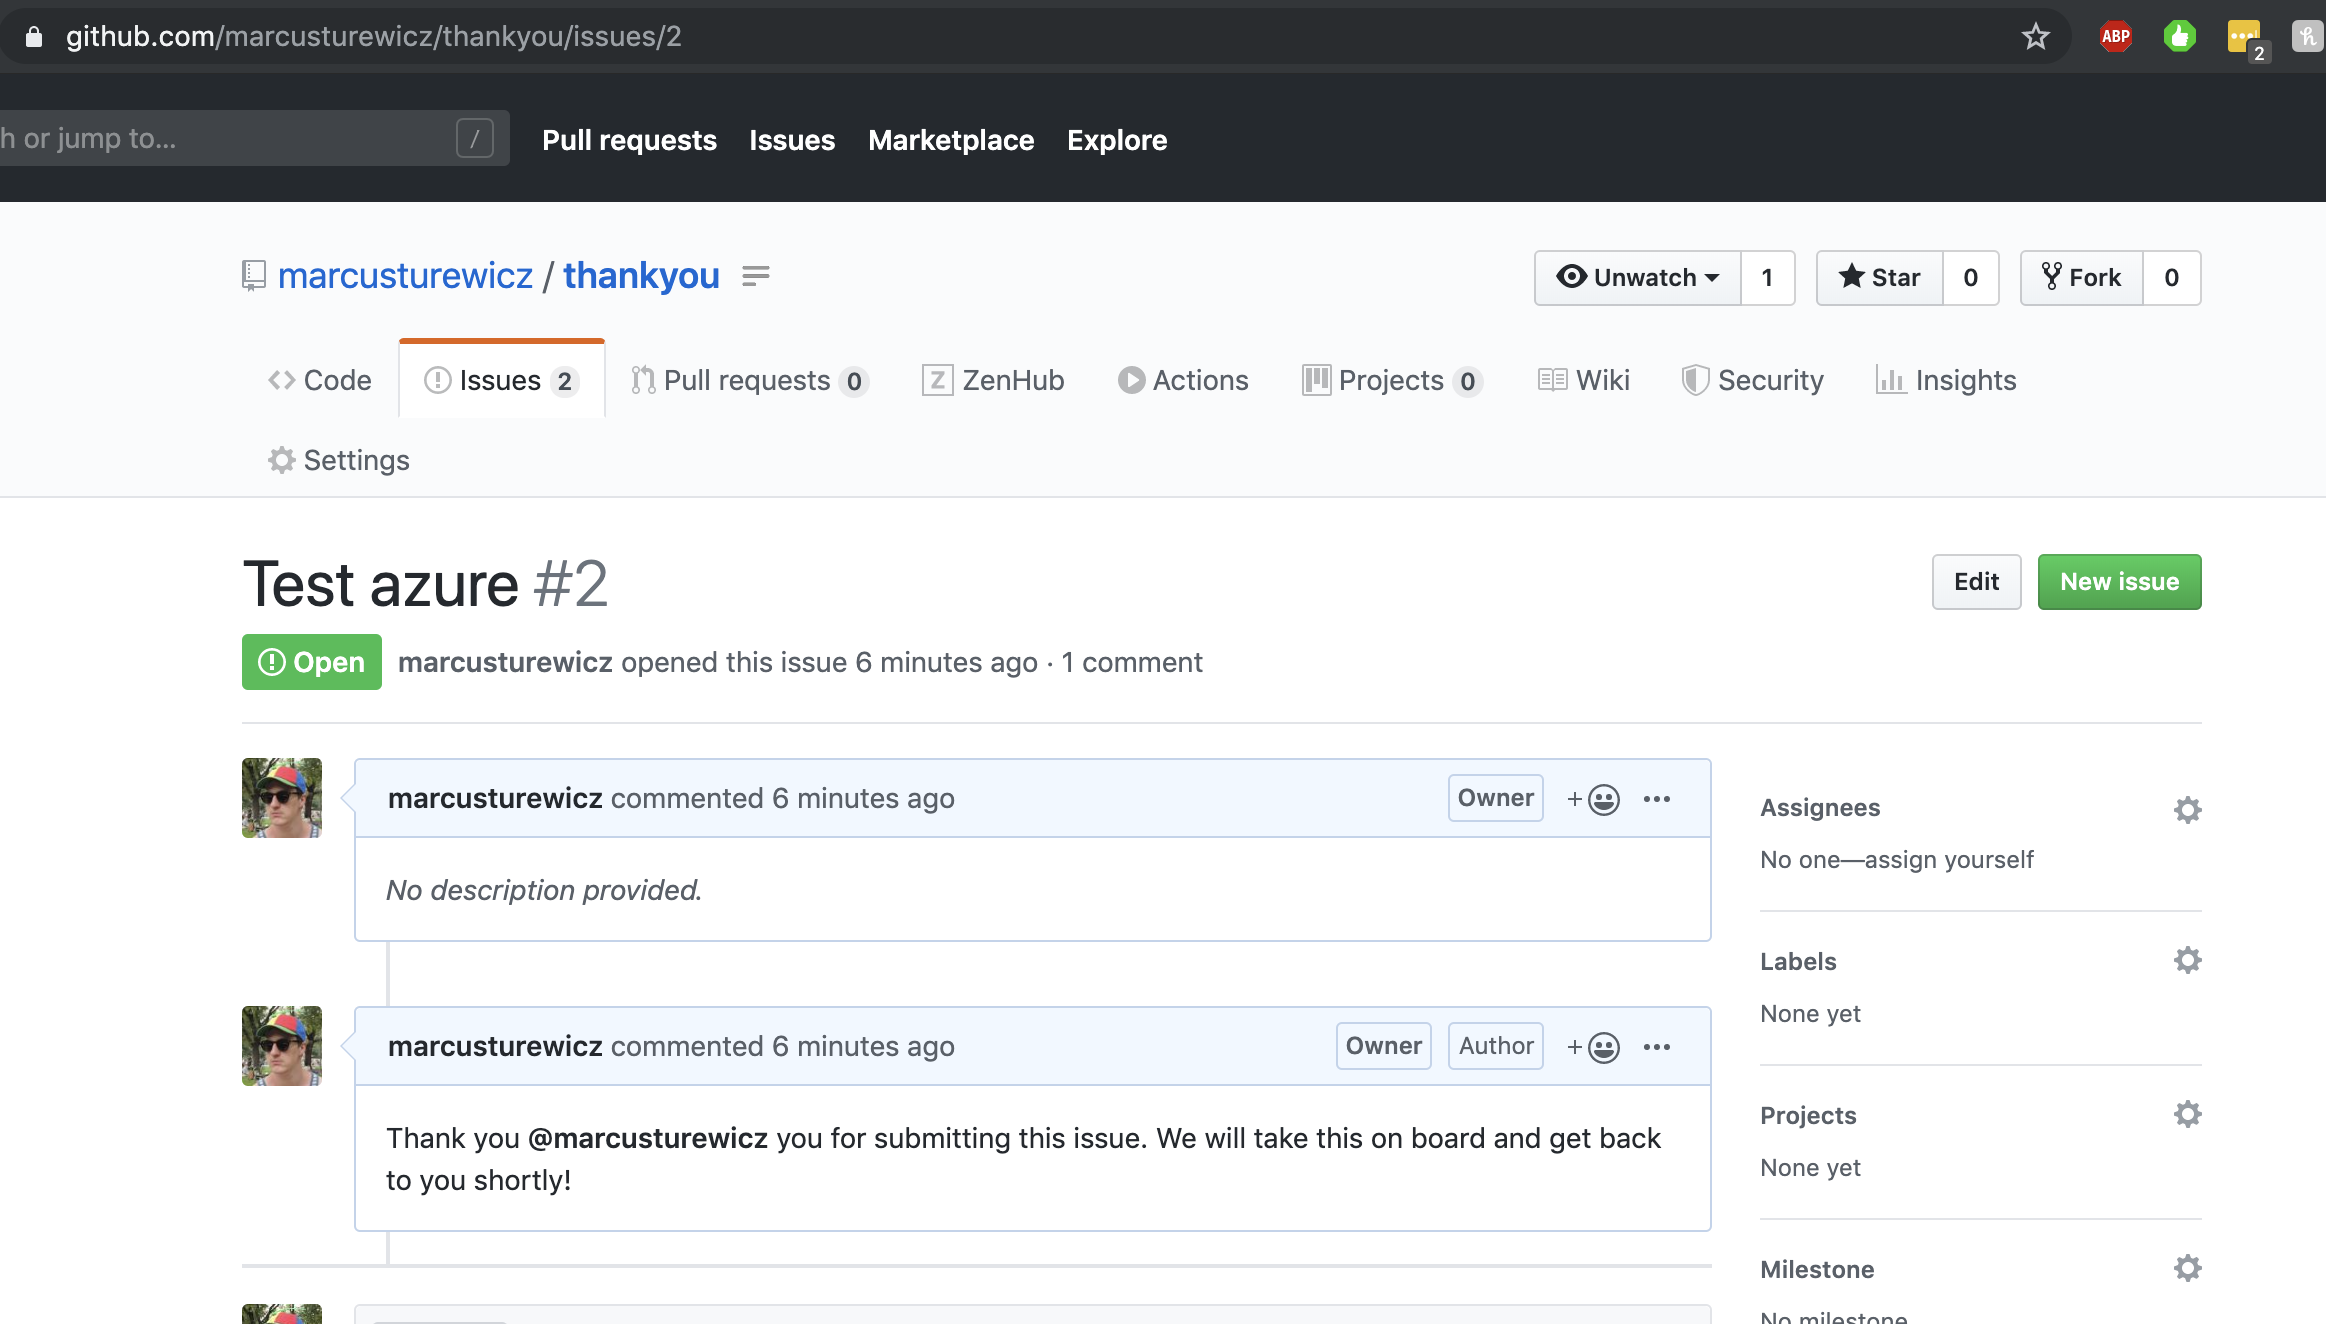 github.com/marcusturewicz/thankyou/issues/2
ABP
2
h or jump to... /
Pull requests Issues Marketplace Explore
marcusturewicz / thankyou
Unwatch 1 Star 0 Fork 0
Code Issues 2 Pull requests 0 ZenHub Actions Projects 0 Wiki Security Insights
Settings
Test azure #2
Edit New issue
Open marcusturewicz opened this issue 6 minutes ago · 1 comment
marcusturewicz commented 6 minutes ago Owner
No description provided.
marcusturewicz commented 6 minutes ago Owner Author
Thank you @marcusturewicz you for submitting this issue. We will take this on board and get back
to you shortly!
Assignees
No one—assign yourself
Labels
None yet
Projects
None yet
Milestone
No milestone